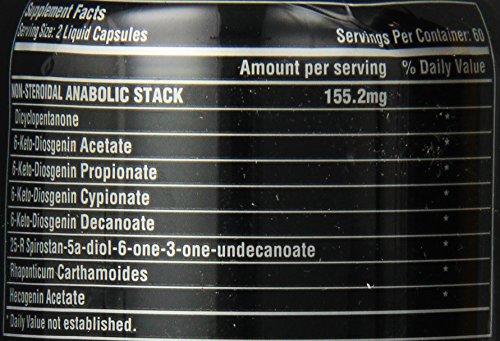 Supplement Facts
Serving Size: 2 Liquid Capsules Servings Per Container: 60
Amount per serving % Daily Value
NON-STEROIDAL ANABOLIC STACK 155.2mg
Dicyclopentanone *
6-Keto-Diosgenin Acetate *
6-Keto-Diosgenin Propionate *
6-Keto-Diosgenin Cypionate *
6-Keto-Diosgenin Decanoate *
25-R Spirostan-5a-diol-6-one-3-one-undecanoate *
Rhaponticum Carthamoides *
Hecogenin Acetate *
* Daily Value not established.